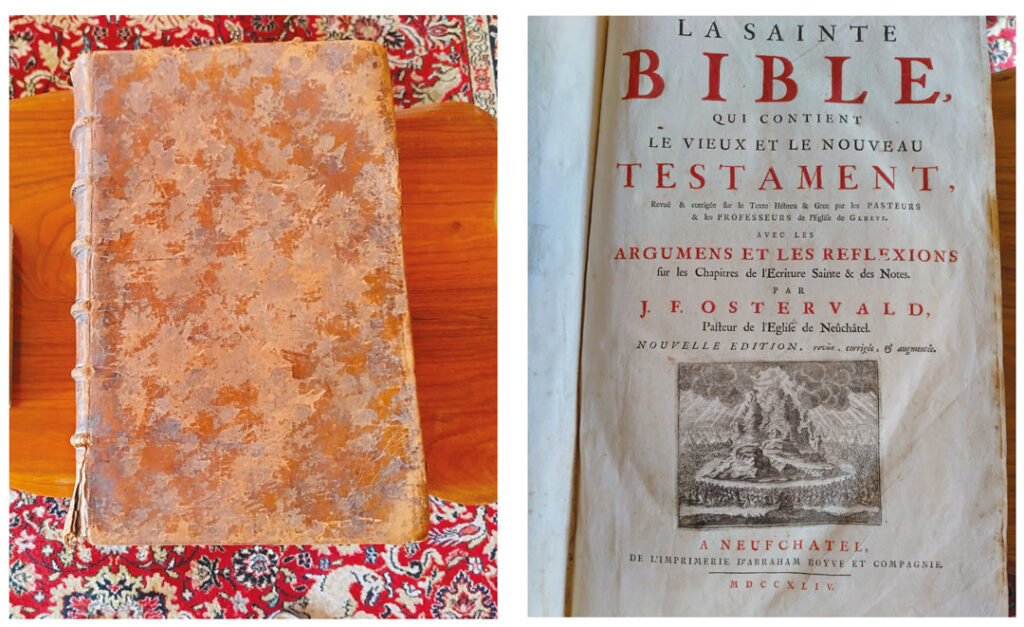 LA SAINTE
BIBLE,
QUI CONTIENT
LE VIEUX ET LE NOUVEAU
TESTAMENT,
Revuë & corrigée sur le Texte Hébreu & Grec par les PASTEURS
& les PROFESSEURS de l'Eglise de GENEVE.
AVEC LES
ARGUMENS ET LES REFLEXIONS
sur les Chapitres de l'Ecriture Sainte & des Notes.
PAR
J. F. OSTERVALD,
Pasteur de l'Eglise de Neûchâtel.
NOUVELLE EDITION, revüe, corrigée, & augmentée.
A NEUFCHATEL,
DE L'IMPRIMERIE D'ABRAHAM BOYVE ET COMPAGNIE.
MDCCXLIV.